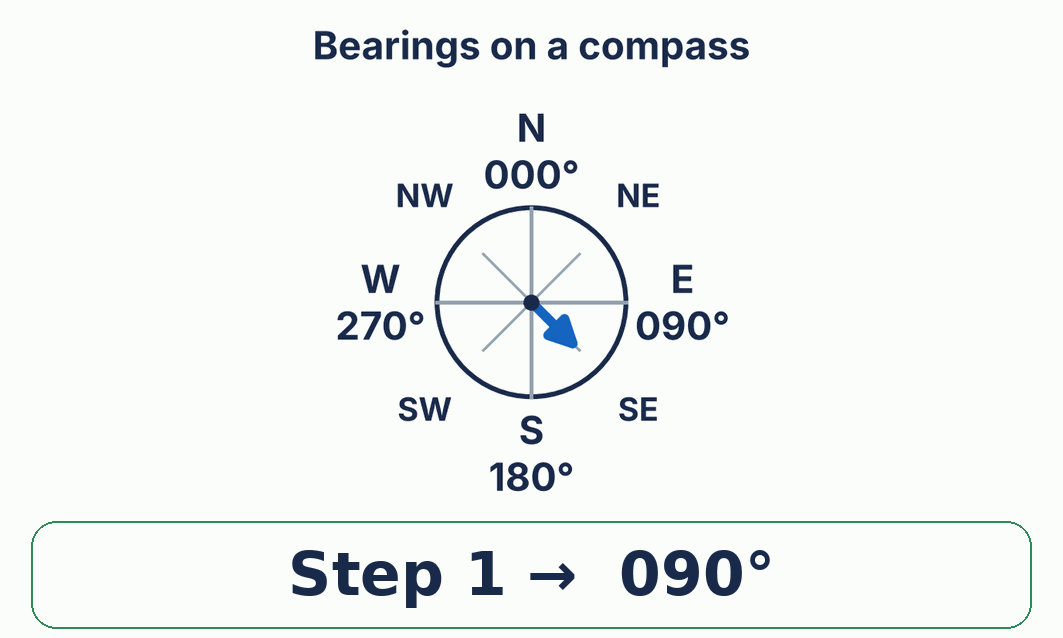 Bearings on a compass
N
000°
NW
NE
W
E
270°
090°
SW
SE
S
180°
Step 1 → 090°